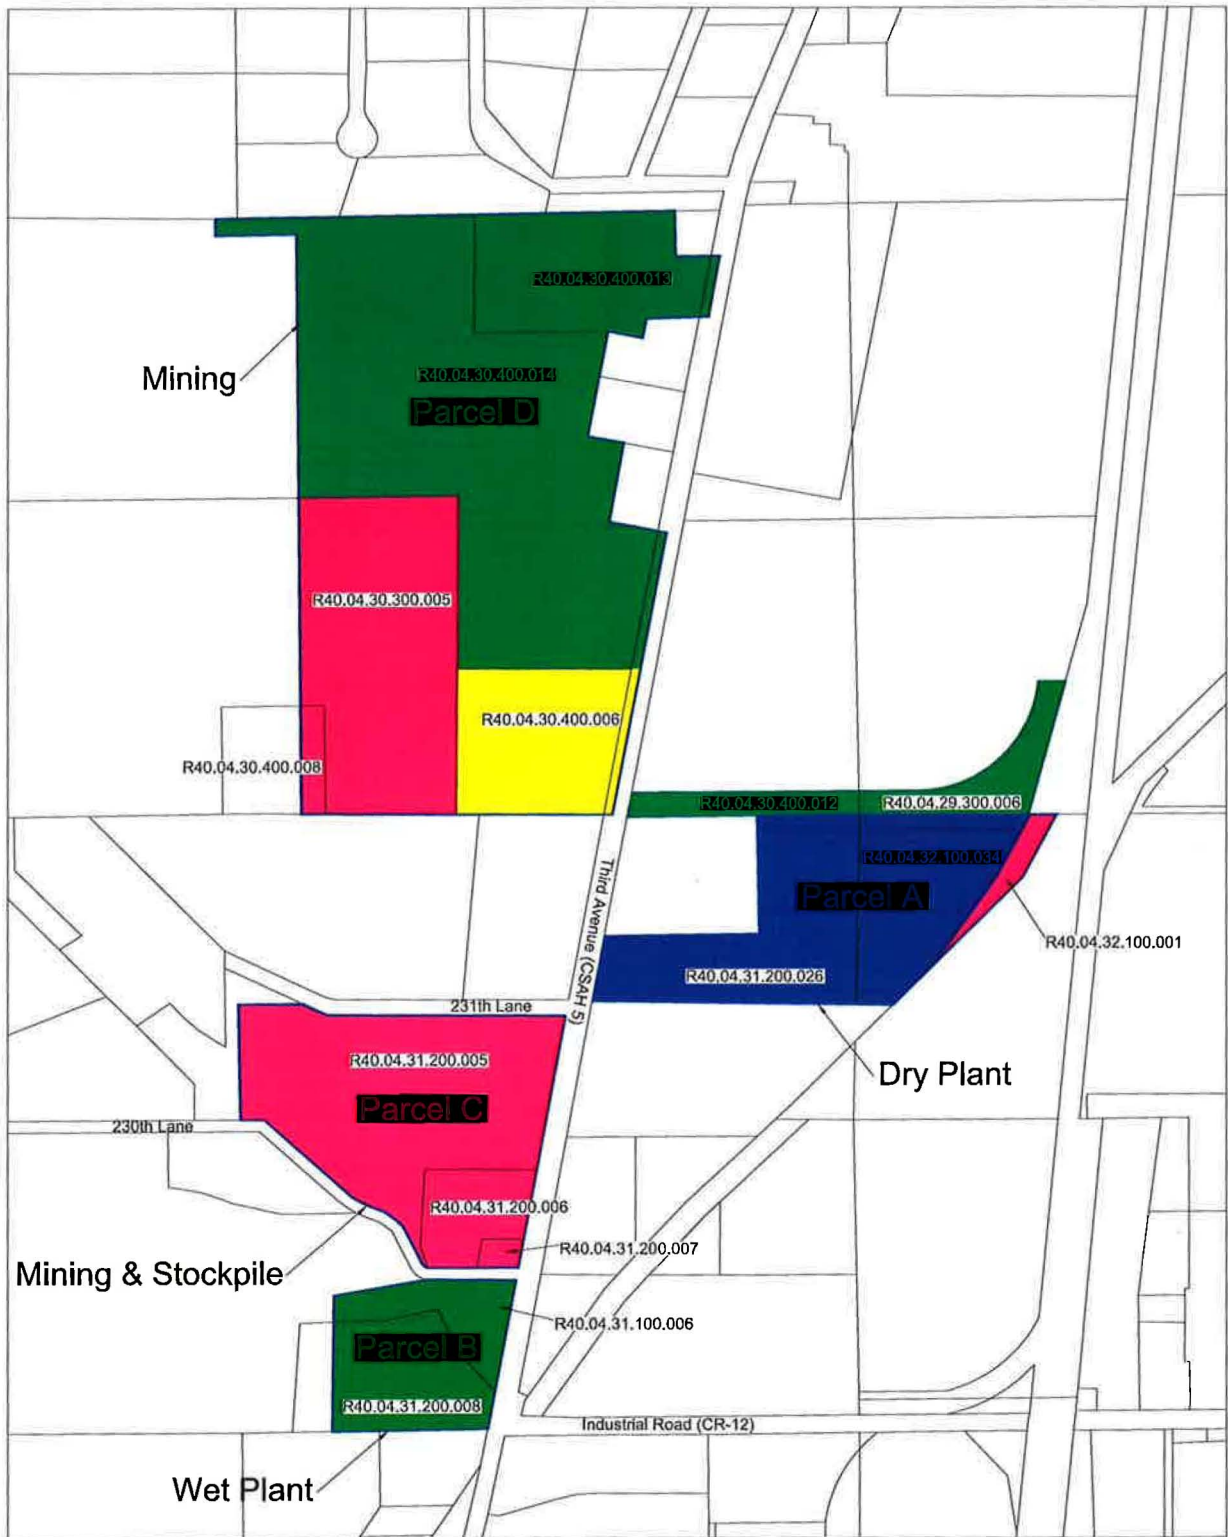 R40.04.30.400.013
Mining
R40.04.30.400.014
Parcel D
R40.04.30.300.005
R40.04.30.400.006
R40.04.30.400.008
R40.04.30.400.012
R40.04.29.300.006
R40.04.32.100.034
Parcel A
R40.04.32.100.001
R40.04.31.200.026
Third Avenue (CSAH 5)
231th Lane
R40.04.31.200.005
Dry Plant
Parcel C
230th Lane
R40.04.31.200.006
R40.04.31.200.007
Mining & Stockpile
R40.04.31.100.006
Parcel B
R40.04.31.200.008
Industrial Road (CR-12)
Wet Plant